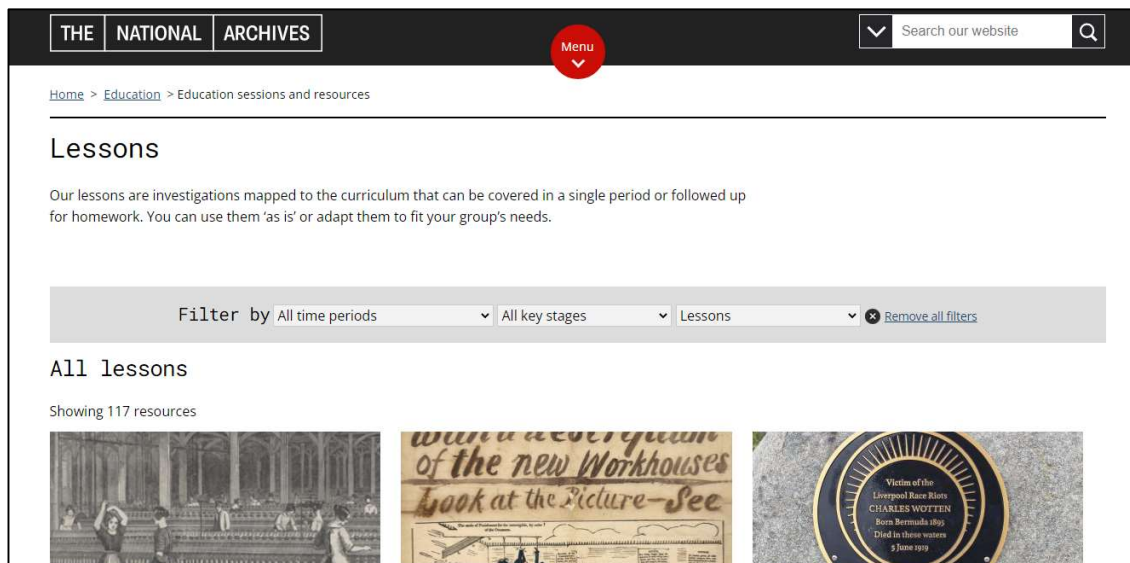 THE NATIONAL ARCHIVES
Menu
Search our website
Home > Education > Education sessions and resources
Lessons
Our lessons are investigations mapped to the curriculum that can be covered in a single period or followed up
for homework. You can use them ‘as is’ or adapt them to fit your group’s needs.
Filter by All time periods All key stages Lessons Remove all filters
All lessons
Showing 117 resources
of the new Workhouses
Look at the Picture—See
Victim of the
Liverpool Race Riots
CHARLES WOTTEN
Born Bermuda 1895
Died in these waters
5 June 1919